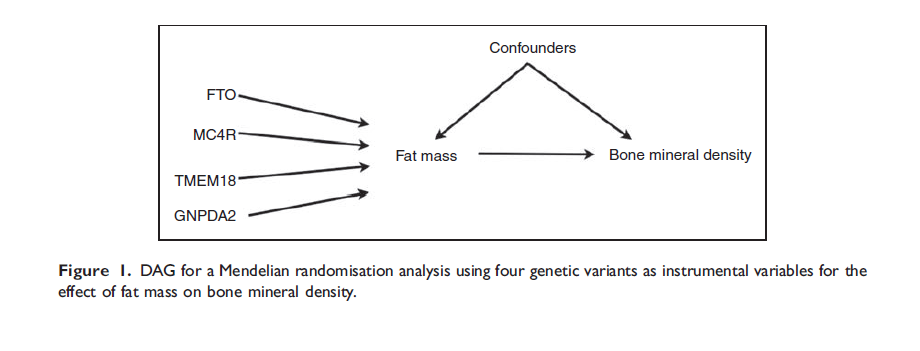 Confounders
FTO
MC4R
Fat mass
Bone mineral density
TMEM18
GNPDA2
Figure 1. DAG for a Mendelian randomisation analysis using four genetic variants as instrumental variables for the
effect of fat mass on bone mineral density.